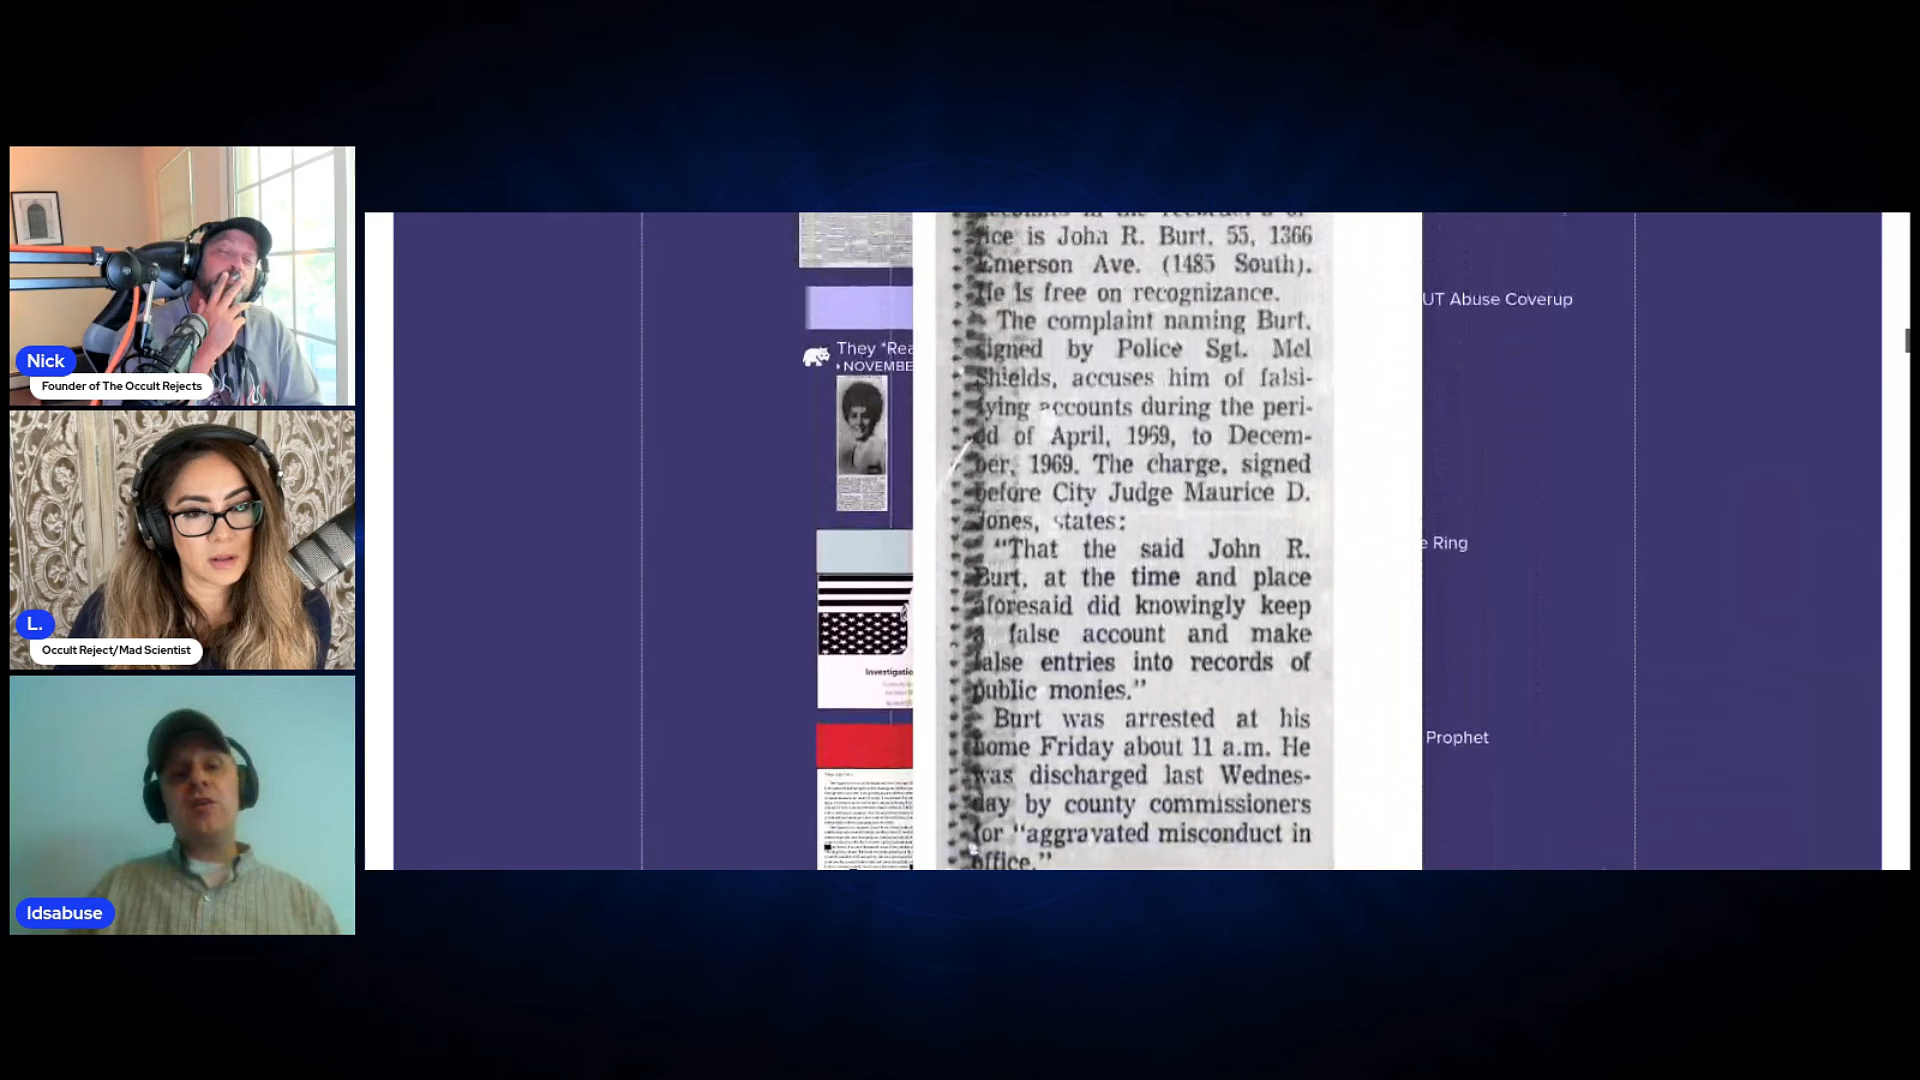 Nick
Founder of The Occult Rejects
L.
Occult Reject/Mad Scientist
Idsabuse
They *Rea
NOVEMBE
Investigatio
fice is John R. Burt, 55, 1366
Emerson Ave. (1485 South).
He is free on recognizance.
The complaint naming Burt,
signed by Police Sgt. Mel
Shields, accuses him of falsi-
fying accounts during the peri-
od of April, 1969, to Decem-
ber, 1969. The charge, signed
before City Judge Maurice D.
Jones, states:
"That the said John R.
Burt, at the time and place
aforesaid did knowingly keep
a false account and make
false entries into records of
public monies."
Burt was arrested at his
home Friday about 11 a.m. He
was discharged last Wednes-
day by county commissioners
for "aggravated misconduct in
office."
UT Abuse Coverup
e Ring
Prophet